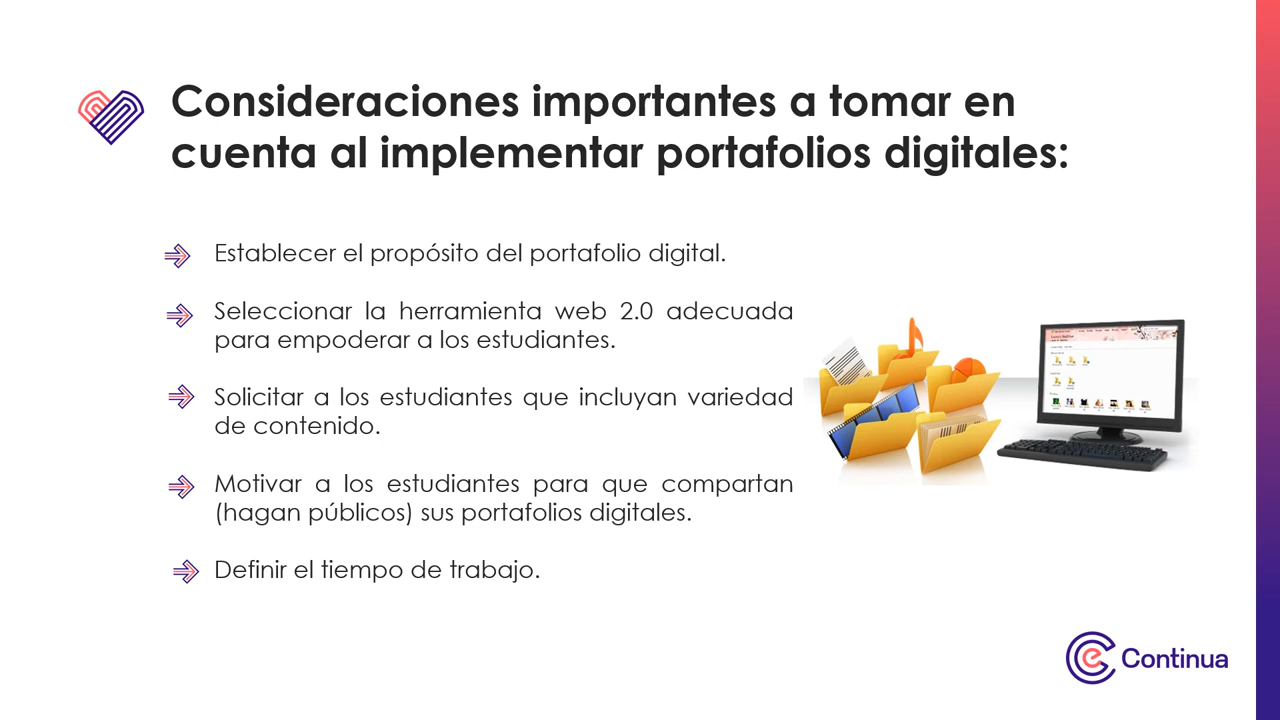 Consideraciones importantes a tomar en
cuenta al implementar portafolios digitales:
Establecer el propósito del portafolio digital.
Seleccionar la herramienta web 2.0 adecuada
para empoderar a los estudiantes.
Solicitar a los estudiantes que incluyan variedad
de contenido.
Motivar a los estudiantes para que compartan
(hagan públicos) sus portafolios digitales.
Definir el tiempo de trabajo.
e Continua